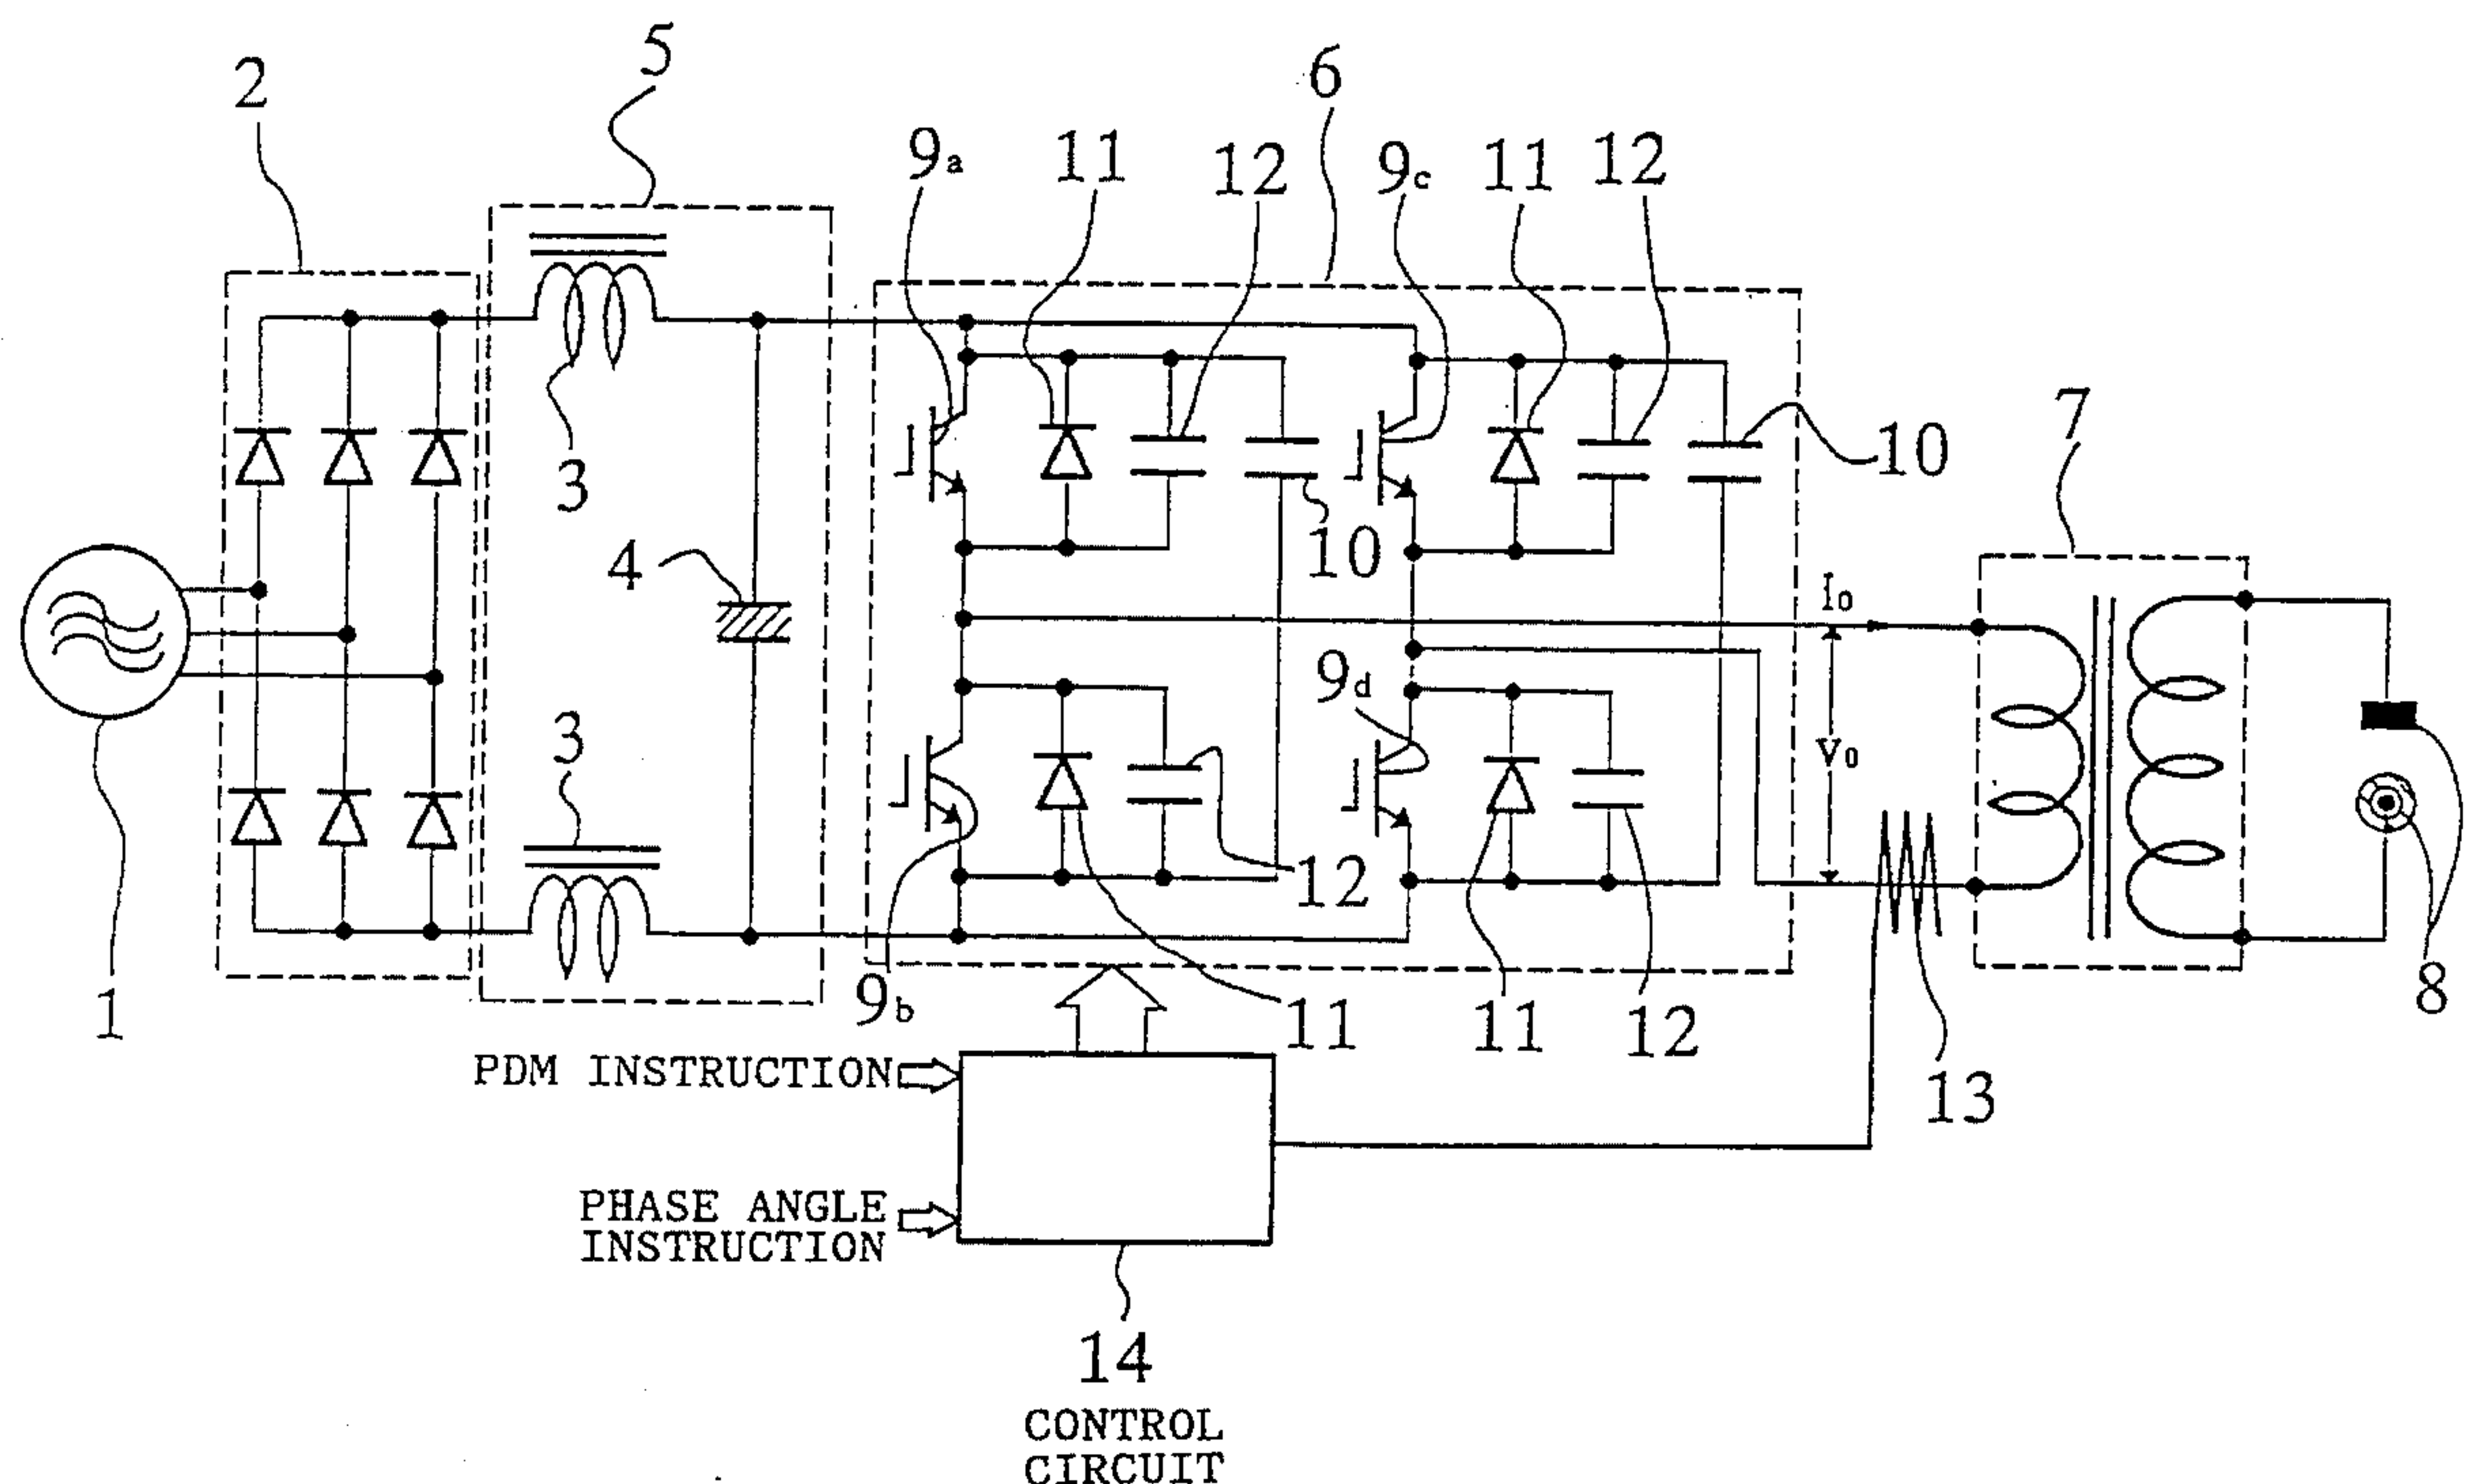 5
6
2
9a
11
12
9c
11
12
7
3
10
10
4
I0
9d
3
V0
12
9b
11
11
12
8
1
PDM INSTRUCTION
13
PHASE ANGLE
INSTRUCTION
14
CONTROL
CIRCUIT